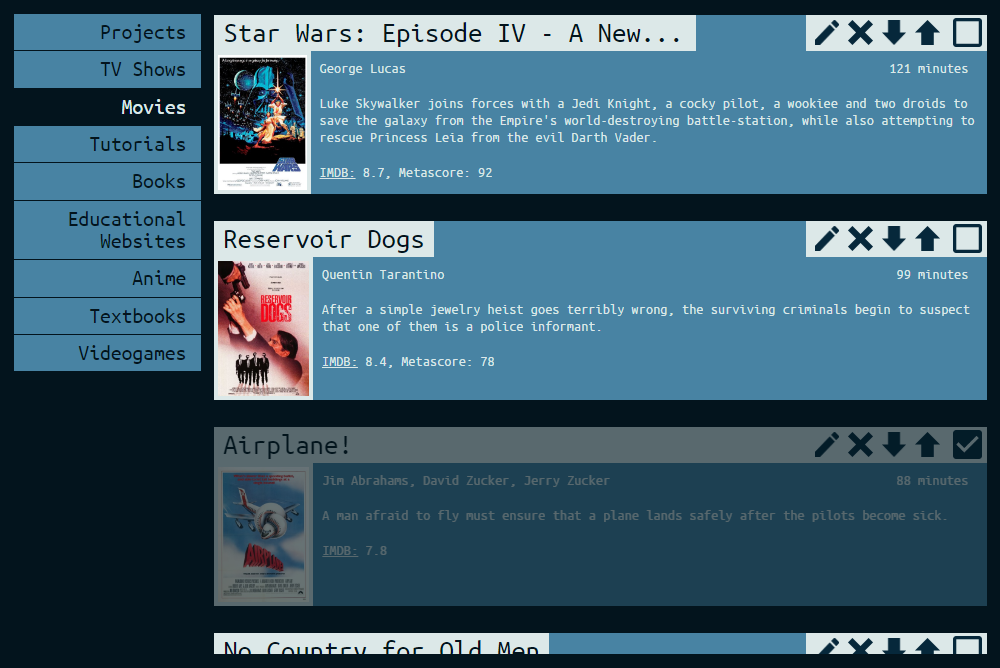 Projects
TV Shows
Movies
Tutorials
Books
Educational
Websites
Anime
Textbooks
Videogames
Star Wars: Episode IV - A New...
George Lucas
121 minutes
Luke Skywalker joins forces with a Jedi Knight, a cocky pilot, a wookiee and two droids to
save the galaxy from the Empire's world-destroying battle-station, while also attempting to
rescue Princess Leia from the evil Darth Vader.
IMDB: 8.7, Metascore: 92
STAR
WARS
Reservoir Dogs
Quentin Tarantino
99 minutes
After a simple jewelry heist goes terribly wrong, the surviving criminals begin to suspect
that one of them is a police informant.
IMDB: 8.4, Metascore: 78
RESERVOIR
DOGS
Airplane!
Jim Abrahams, David Zucker, Jerry Zucker
88 minutes
A man afraid to fly must ensure that a plane lands safely after the pilots become sick.
IMDB: 7.8
AIRPLANE
No Country for Old Men